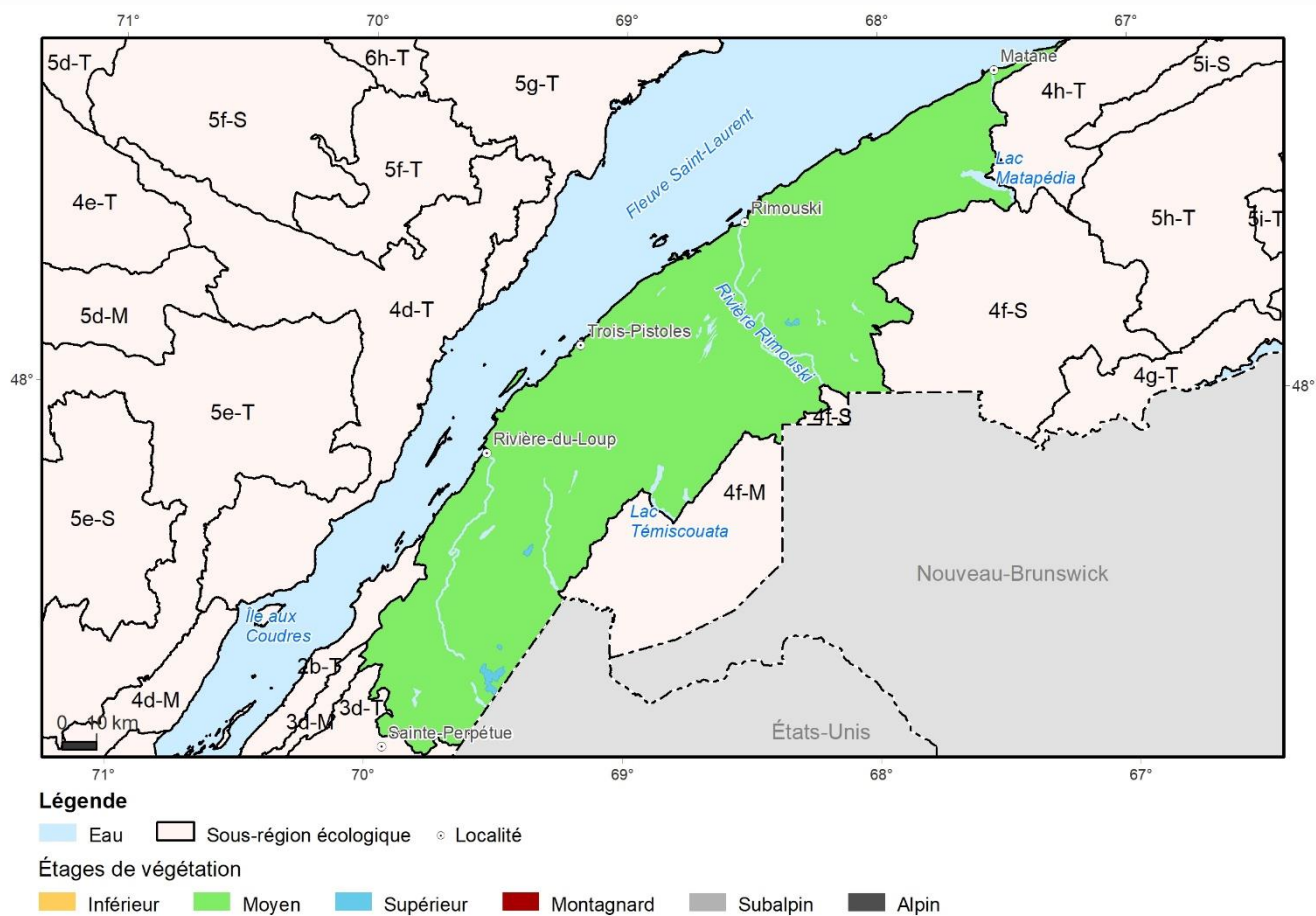 71° 70° 69° 68° 67°
5d-T
6h-T
5g-T
Matane
5i-S
4h-T
5f-S
Fleuve Saint-Laurent
5f-T
Lac
Matapédia
4e-T
Rimouski
5h-T
5i-T
5d-M
4d-T
Rivière Rimouski
4f-S
Trois-Pistoles
48°
48°
4g-T
5e-T
4f-S
Rivière-du-Loup
4f-M
5e-S
Lac
Témiscouata
Nouveau-Brunswick
Île aux
Coudres
2b-T
4d-M
3d-T
3d-M
0 10 km
Sainte-Perpétue
États-Unis
71° 70° 69° 68° 67°
Légende
Eau Sous-région écologique Localité
Étages de végétation
Inférieur Moyen Supérieur Montagnard Subalpin Alpin